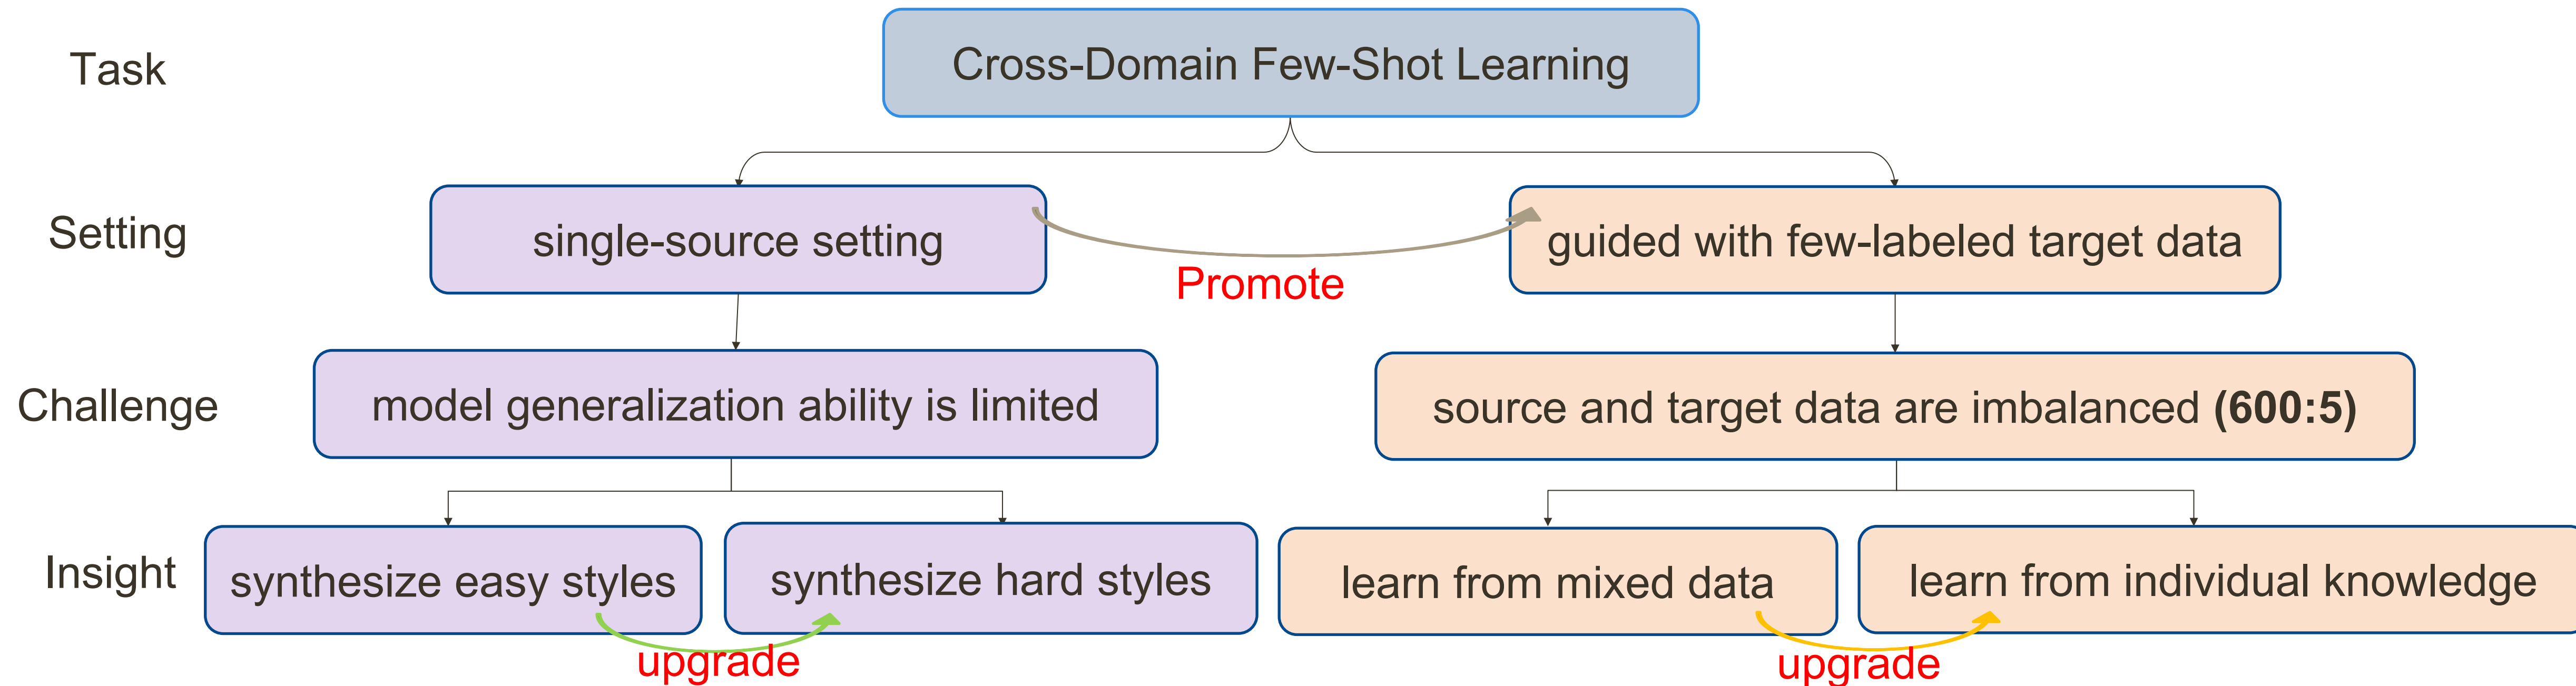 Task
Cross-Domain Few-Shot Learning
Setting
single-source setting
guided with few-labeled target data
Promote
Challenge
model generalization ability is limited
source and target data are imbalanced (600:5)
Insight
synthesize easy styles
synthesize hard styles
learn from mixed data
learn from individual knowledge
upgrade
upgrade